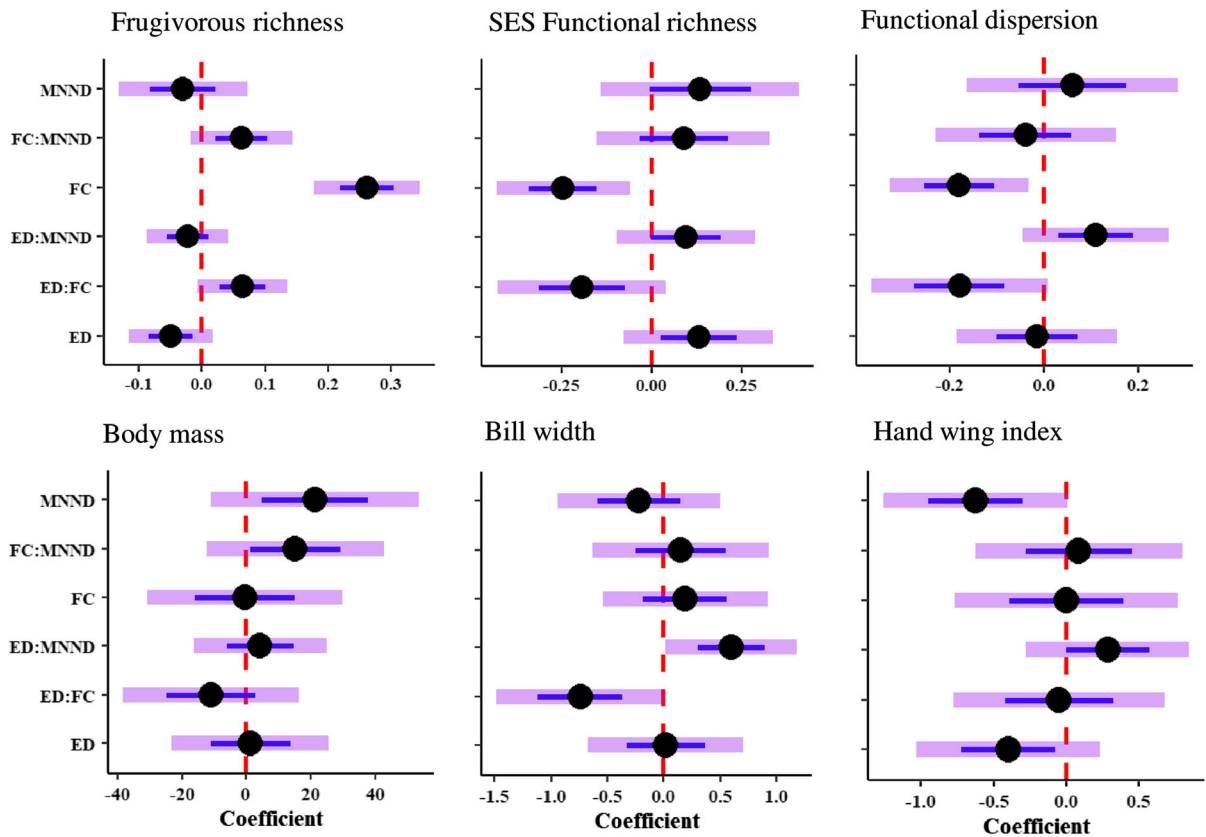 Frugivorous richness
SES Functional richness
Functional dispersion
MNND
FC:MNND
FC
ED:MNND
ED:FC
ED
-0.1 0.0 0.1 0.2 0.3
-0.25 0.00 0.25
-0.2 0.0 0.2
Body mass
Bill width
Hand wing index
MNND
FC:MNND
FC
ED:MNND
ED:FC
ED
-40 -20 0 20 40
-1.5 -1.0 -0.5 0.0 0.5 1.0
-1.0 -0.5 0.0 0.5
Coefficient
Coefficient
Coefficient